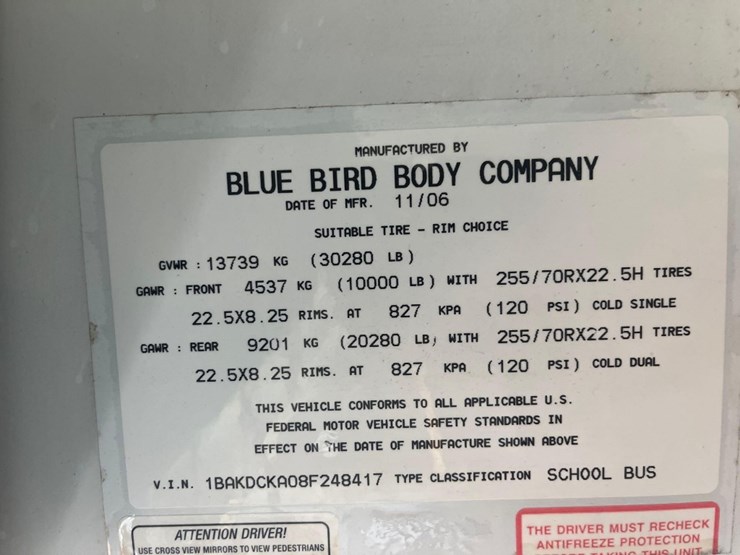 MANUFACTURED BY
BLUE BIRD BODY COMPANY
DATE OF MFR. 11/06
SUITABLE TIRE - RIM CHOICE
GVWR : 13739 KG (30280 LB)
GAWR : FRONT 4537 KG (10000 LB) WITH 255/70RX22.5H TIRES
22.5X8.25 RIMS. AT 827 KPA (120 PSI) COLD SINGLE
GAWR : REAR 9201 KG (20280 LB) WITH 255/70RX22.5H TIRES
22.5X8.25 RIMS. AT 827 KPA (120 PSI) COLD DUAL
THIS VEHICLE CONFORMS TO ALL APPLICABLE U.S.
FEDERAL MOTOR VEHICLE SAFETY STANDARDS IN
EFFECT ON THE DATE OF MANUFACTURE SHOWN ABOVE
V.I.N. 1BAKDCKA08F248417 TYPE CLASSIFICATION SCHOOL BUS
ATTENTION DRIVER!
USE CROSS VIEW MIRRORS TO VIEW PEDESTRIANS
THE DRIVER MUST RECHECK
ANTIFREEZE PROTECTION
BEFORE TAKING THIS UNIT